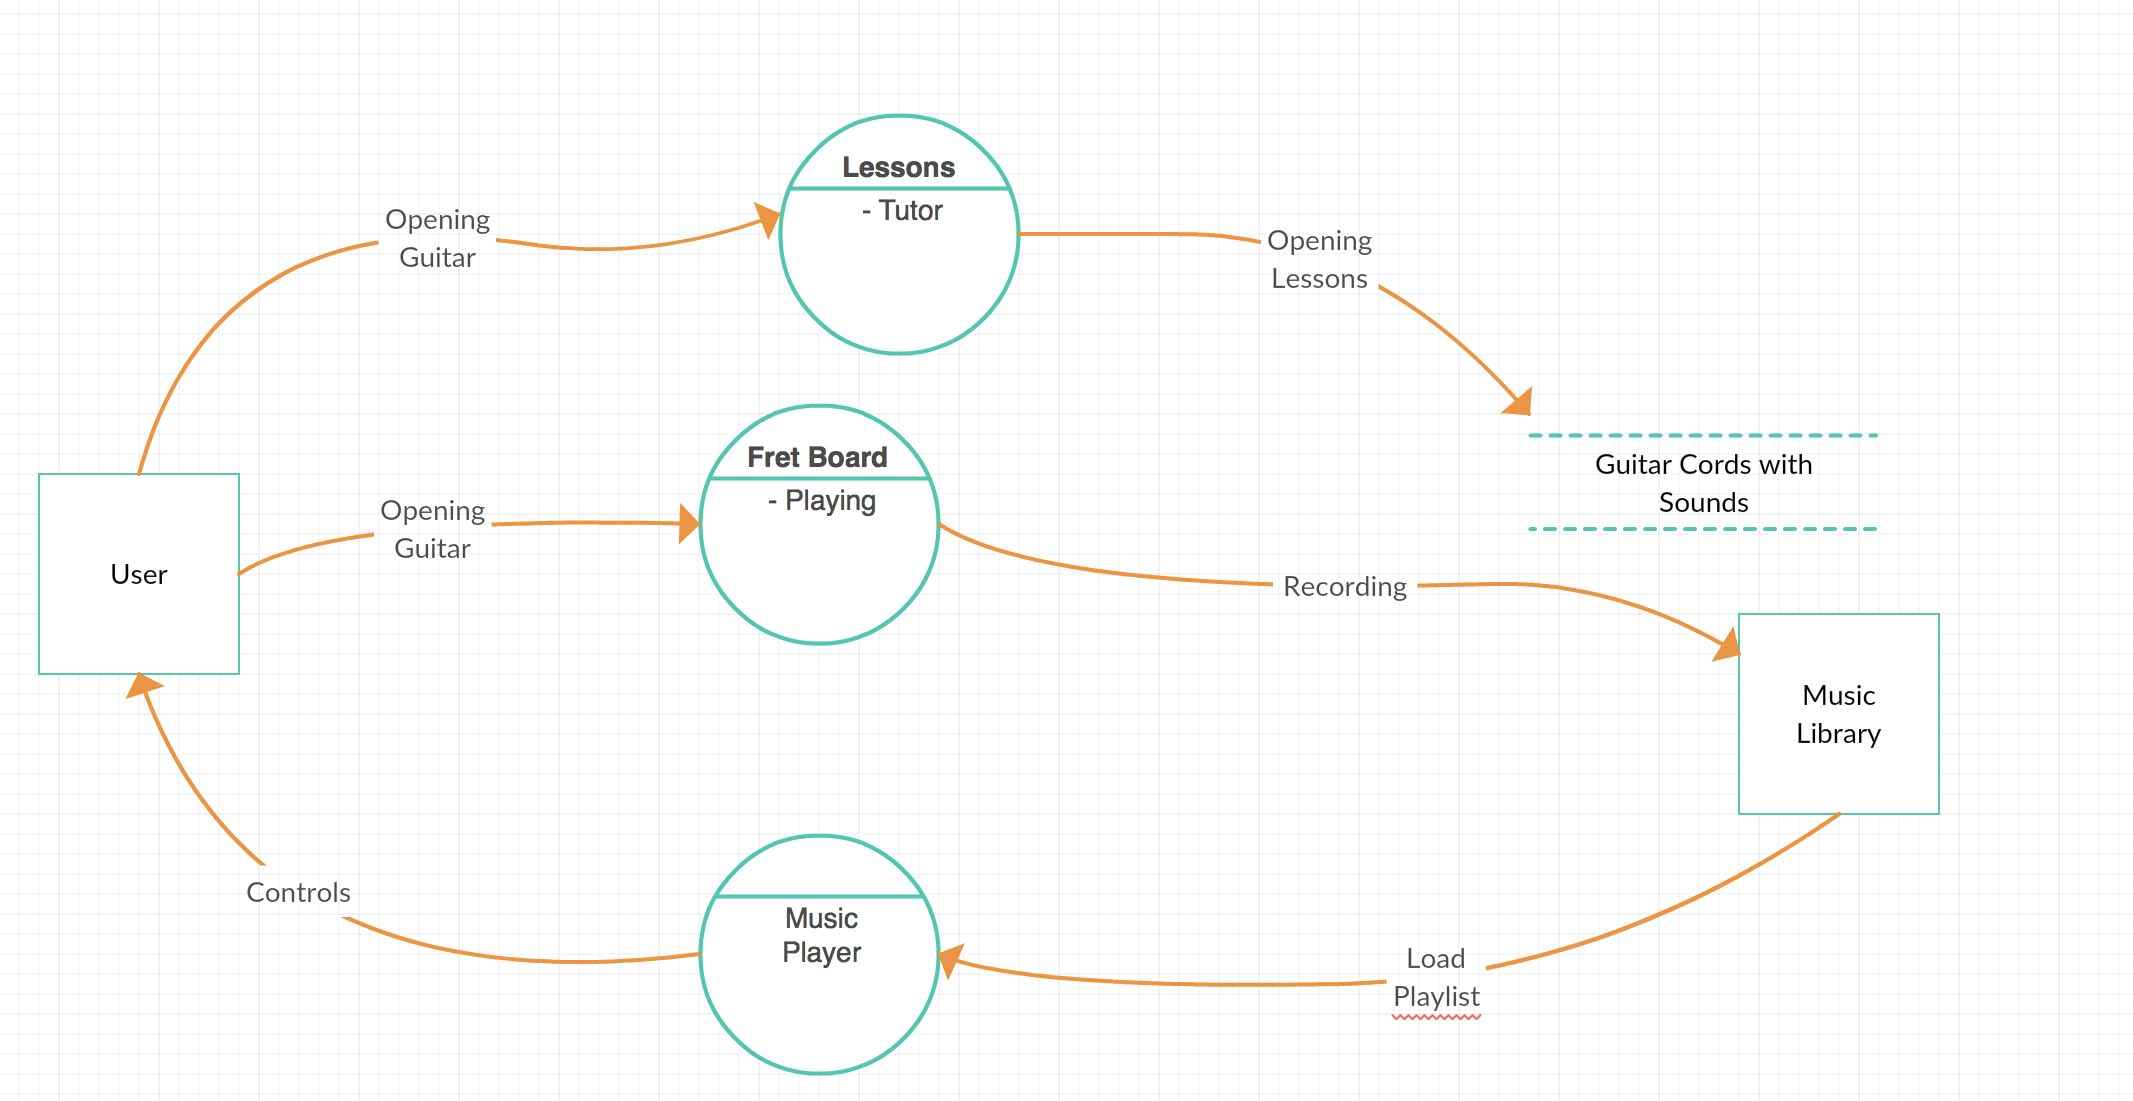 Lessons
- Tutor
Opening
Guitar
Opening
Lessons
Fret Board
- Playing
Guitar Cords with
Sounds
Opening
Guitar
User
Recording
Music
Library
Controls
Music
Player
Load
Playlist